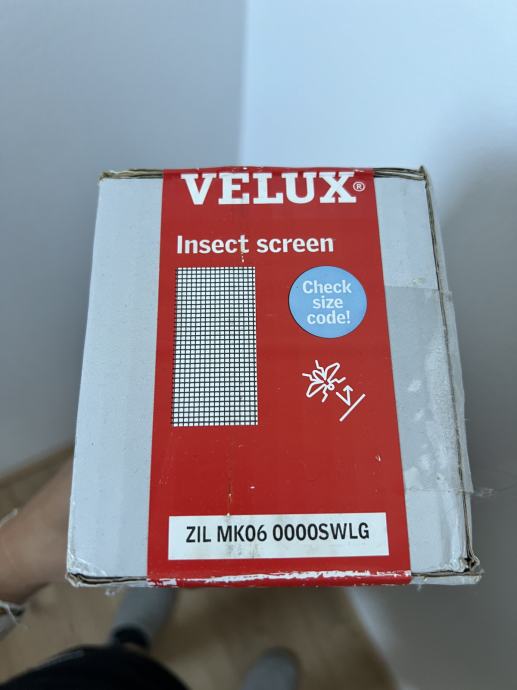 VELUX®
Insect screen
Check
size
code!
ZIL MK06 0000SWLG